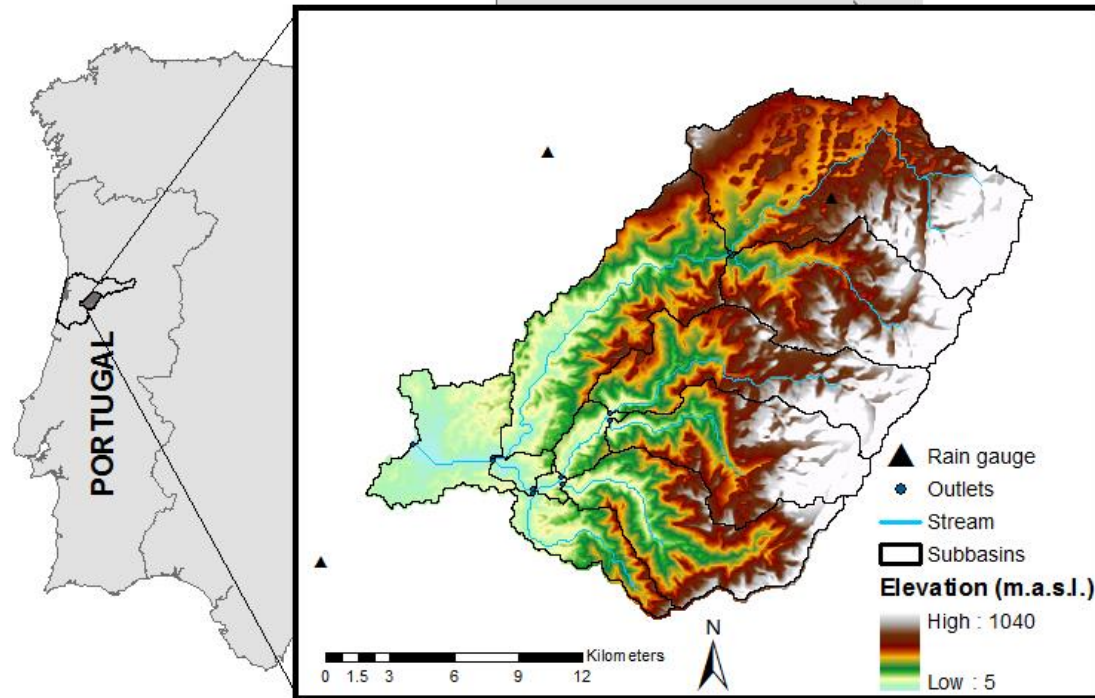 PORTUGAL
Rain gauge
Outlets
Stream
Subbasins
Elevation (m.a.s.l.)
High : 1040
Low : 5
N
Kilometers
0 1.5 3 6 9 12